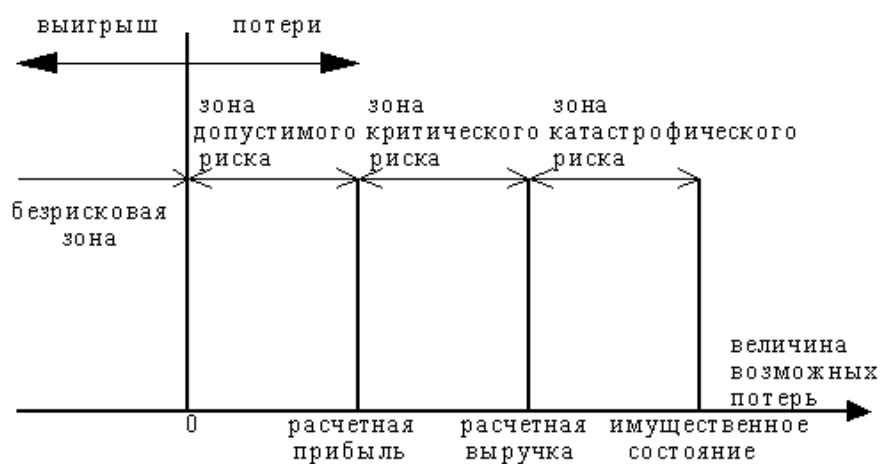 выигрыш
потери
зона
допустимого
риска
зона
критического
риска
зона
катастрофического
риска
безрисковая
зона
величина
возможных
потерь
0
расчетная
прибыль
расчетная
выручка
имущественное
состояние